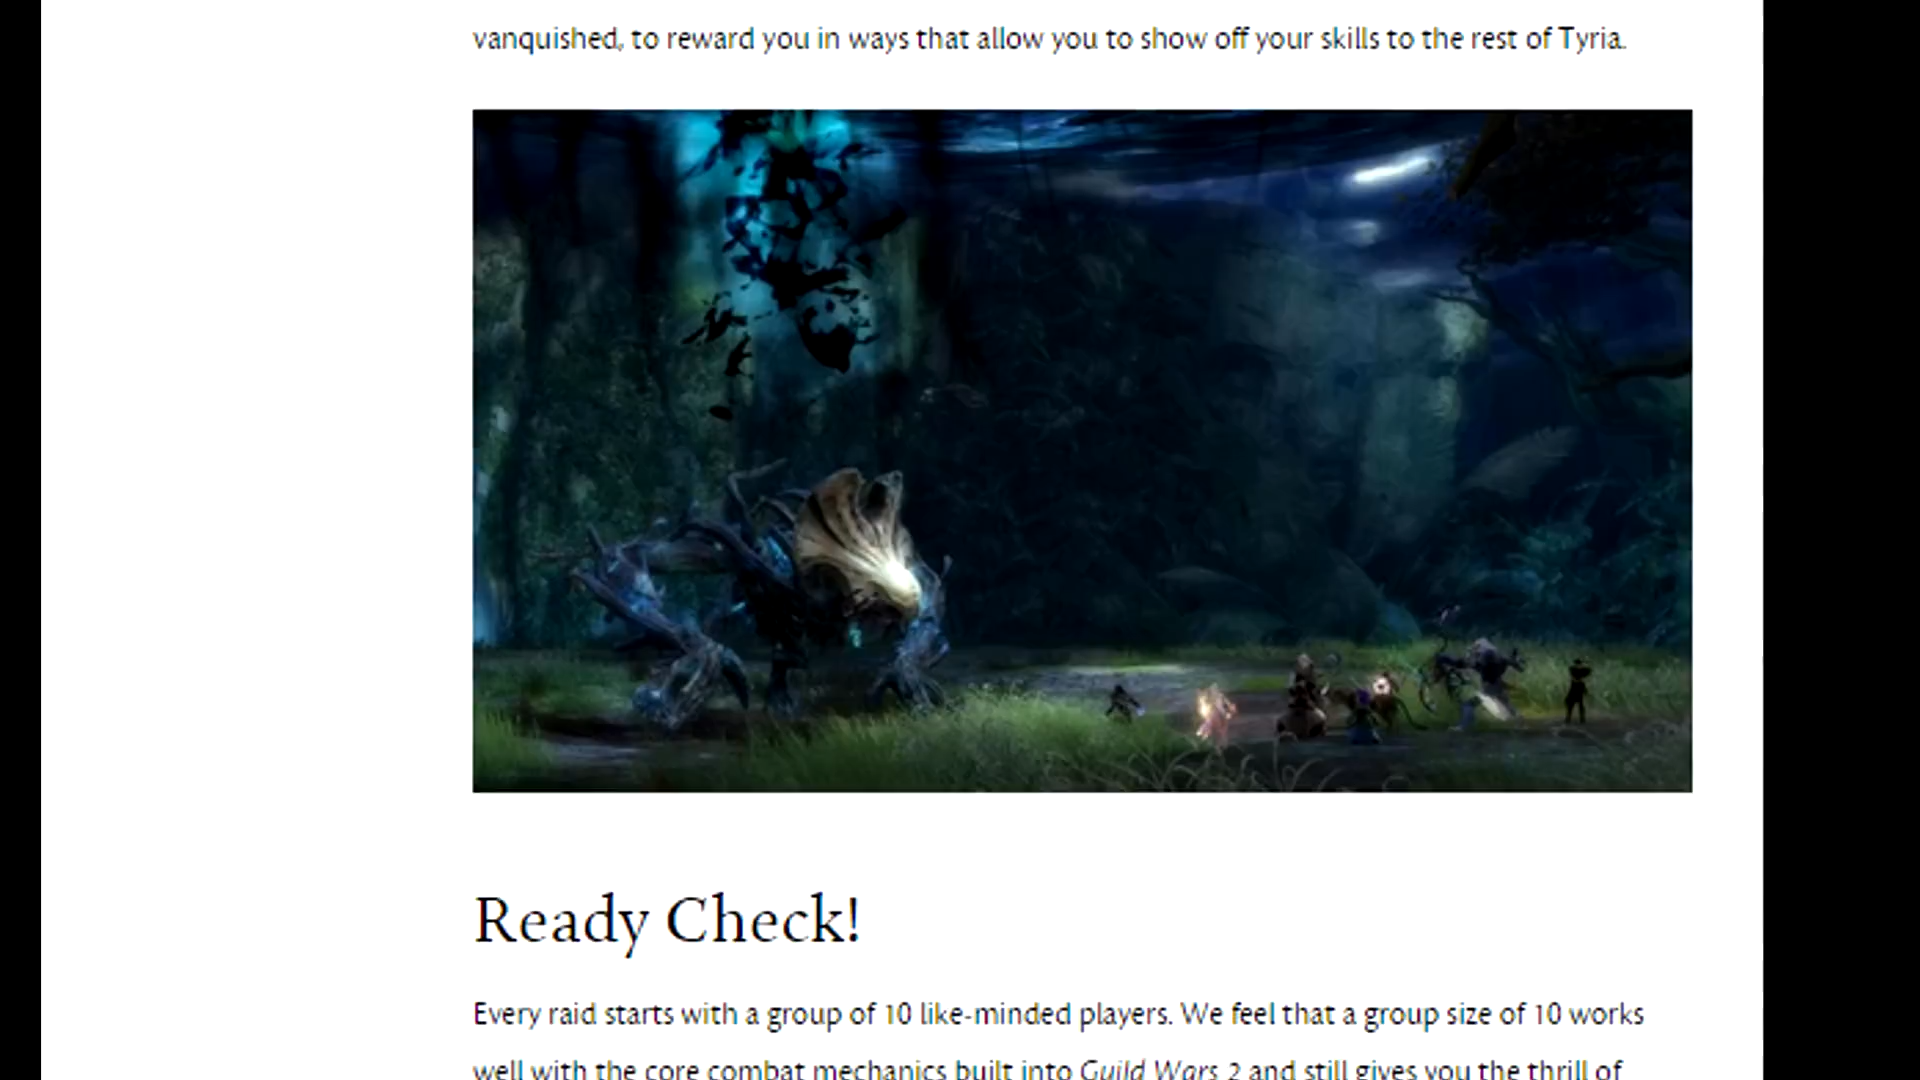 vanquished, to reward you in ways that allow you to show off your skills to the rest of Tyria.
Ready Check!
Every raid starts with a group of 10 like-minded players. We feel that a group size of 10 works
well with the core combat mechanics built into Guild Wars 2 and still gives you the thrill of